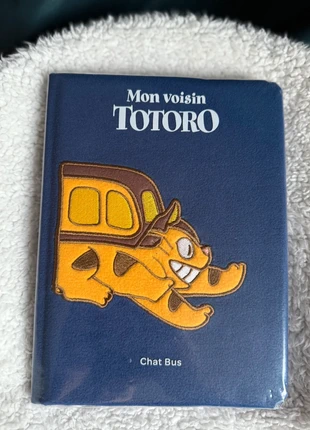 Mon voisin
TOTORO
Chat Bus